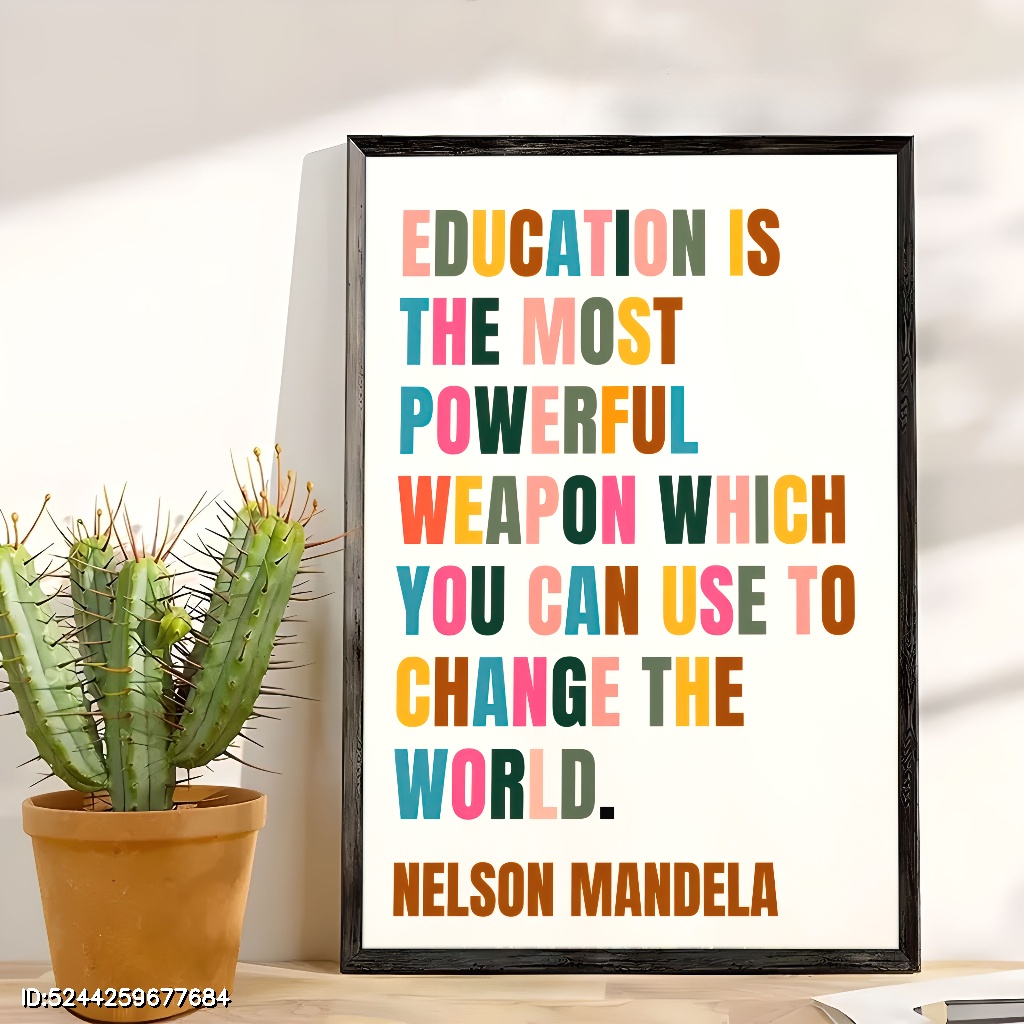 EDUCATION IS
THE MOST
POWERFUL
WEAPON WHICH
YOU CAN USE TO
CHANGE THE
WORLD.
NELSON MANDELA
ID:5244259677684